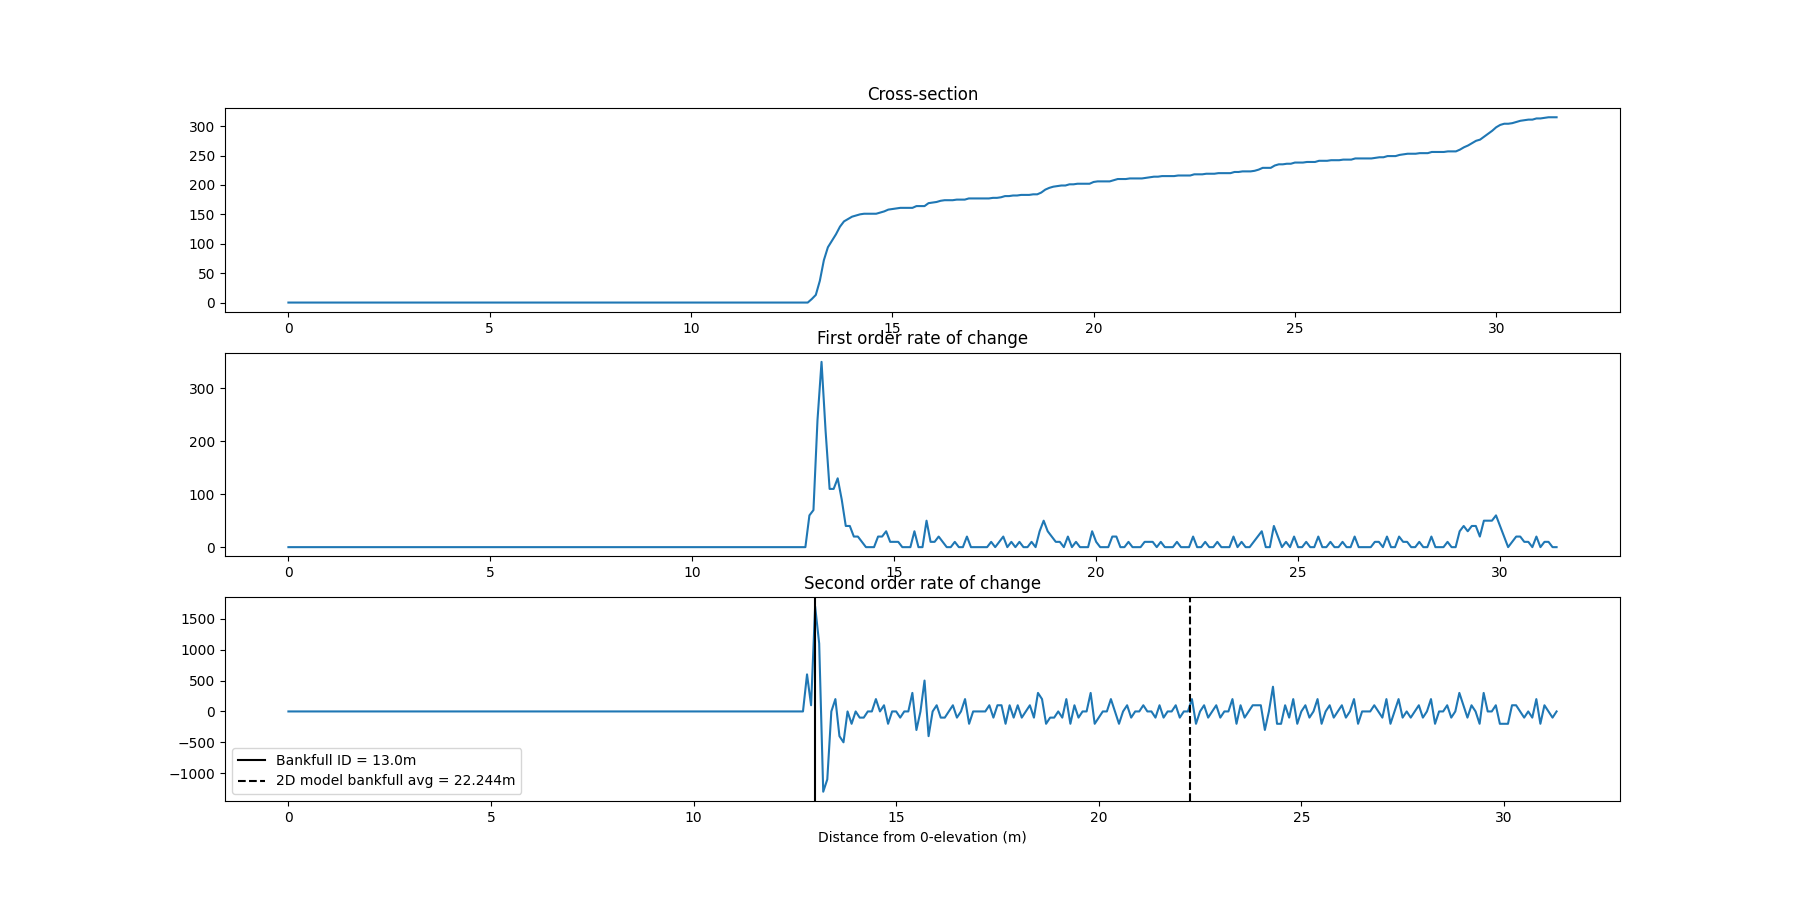 Cross-section
300
250
200
150
100
50
0
0 5 10 15 20 25 30
First order rate of change
300
200
100
0
0 5 10 15 20 25 30
Second order rate of change
1500
1000
500
0
−500
−1000
Bankfull ID = 13.0m
2D model bankfull avg = 22.244m
0 5 10 15 20 25 30
Distance from 0-elevation (m)